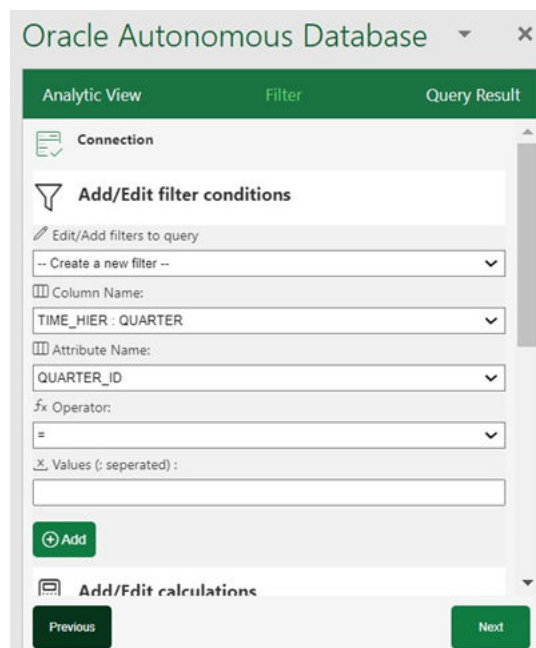 Oracle Autonomous Database
Analytic View Filter Query Result
Connection
Add/Edit filter conditions
Edit/Add filters to query
-- Create a new filter --
Column Name:
TIME_HIER : QUARTER
Attribute Name:
QUARTER_ID
fx Operator:
=
X Values (: seperated) :
Add
Add/Edit calculations
Previous Next